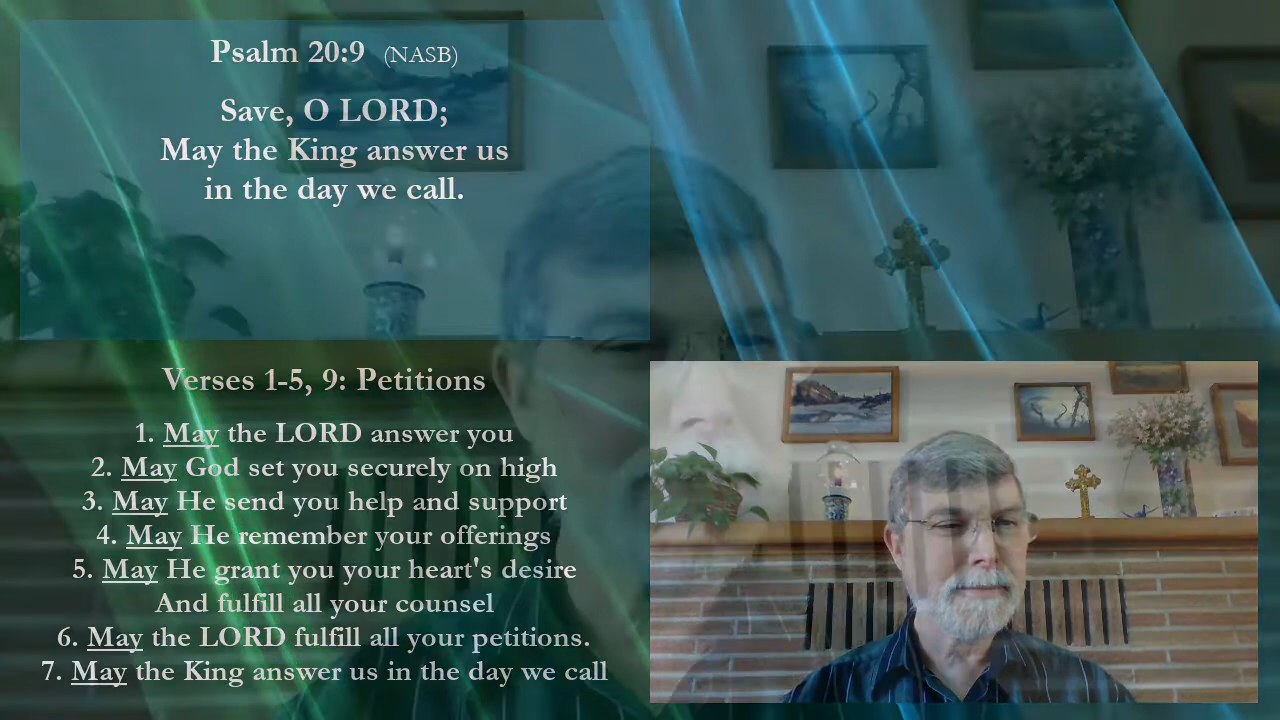 Psalm 20:9 (NASB)
Save, O LORD;
May the King answer us
in the day we call.
Verses 1-5, 9: Petitions
1. May the LORD answer you
2. May God set you securely on high
3. May He send you help and support
4. May He remember your offerings
5. May He grant you your heart's desire
And fulfill all your counsel
6. May the LORD fulfill all your petitions.
7. May the King answer us in the day we call